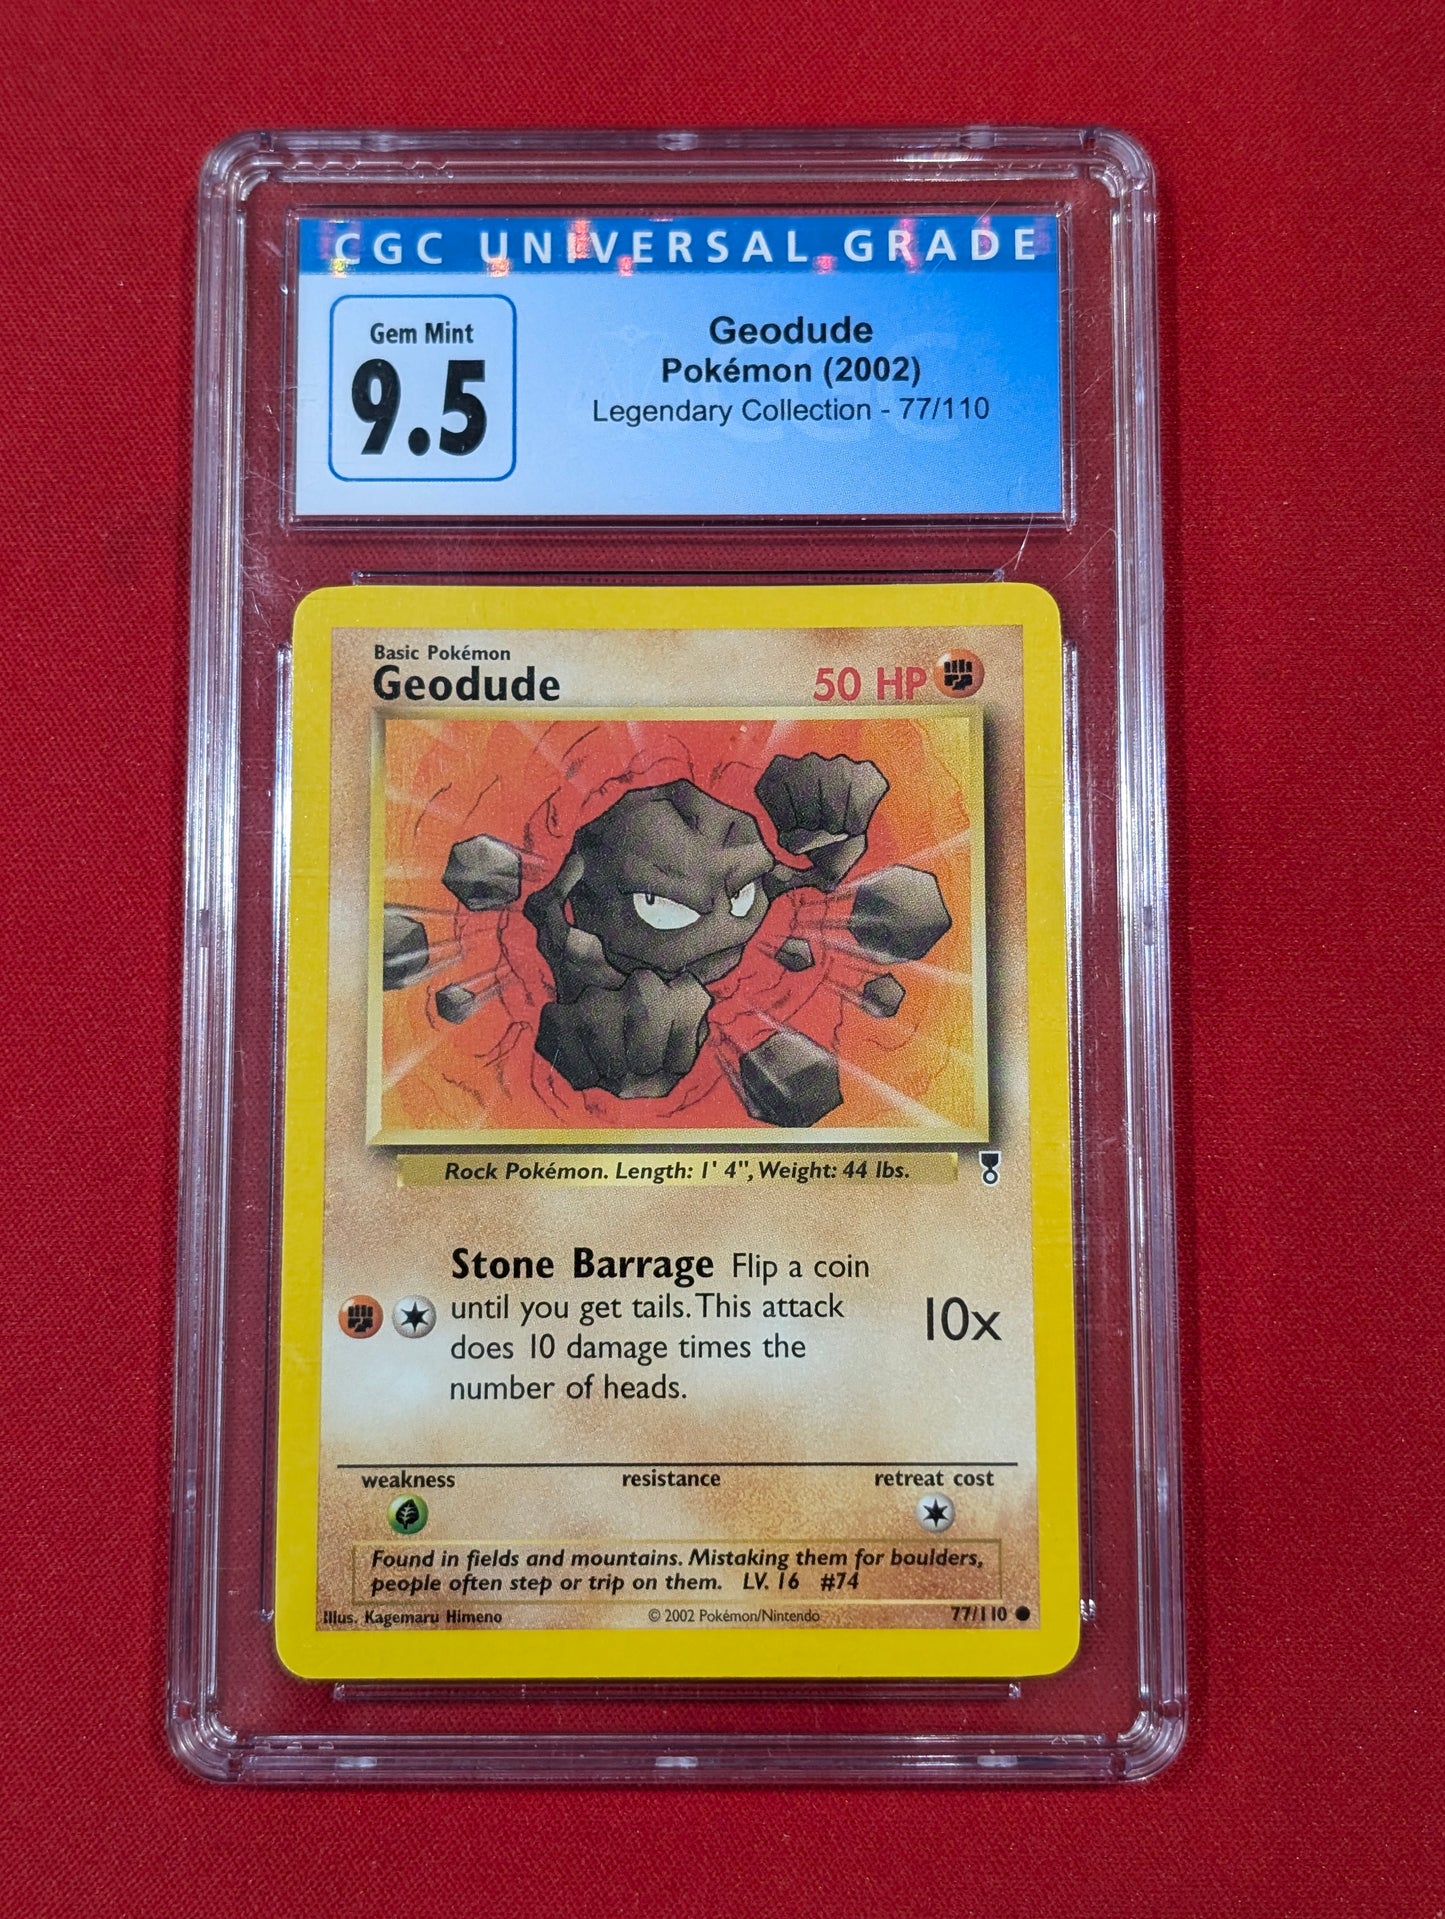 CGC UNIVERSAL GRADE
Gem Mint
9.5
Geodude
Pokémon (2002)
Legendary Collection - 77/110
Basic Pokémon
Geodude
50 HP
Rock Pokémon. Length: 1' 4", Weight: 44 lbs.
Stone Barrage Flip a coin
until you get tails. This attack
does 10 damage times the
number of heads.
10x
weakness resistance retreat cost
Found in fields and mountains. Mistaking them for boulders,
people often step or trip on them. LV. 16 #74
Illus. Kagemaru Himeno © 2002 Pokémon/Nintendo 77/110